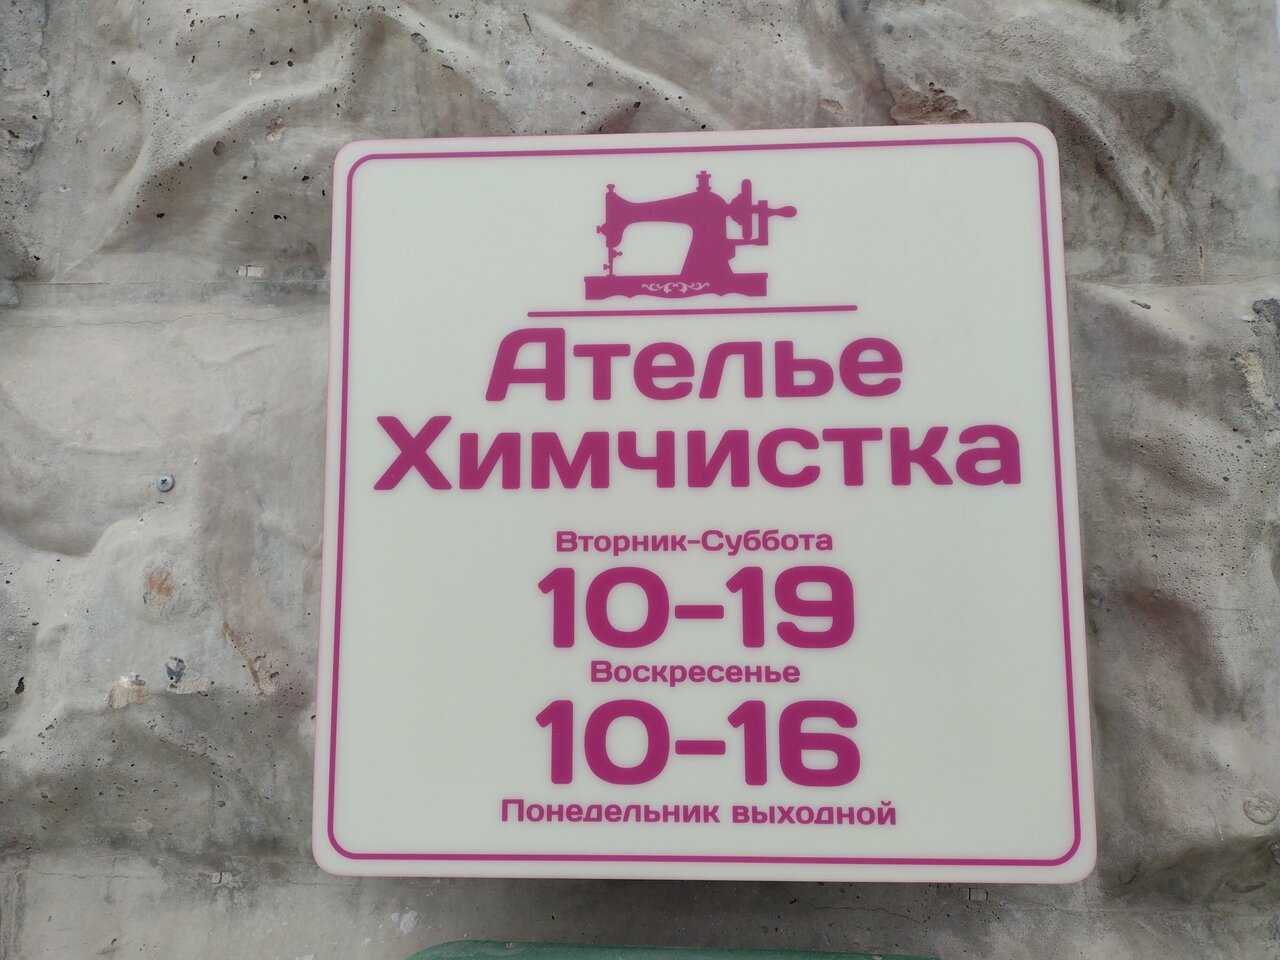 Ателье
Химчистка
Вторник-Суббота
10-19
Воскресенье
10-16
Понедельник выходной